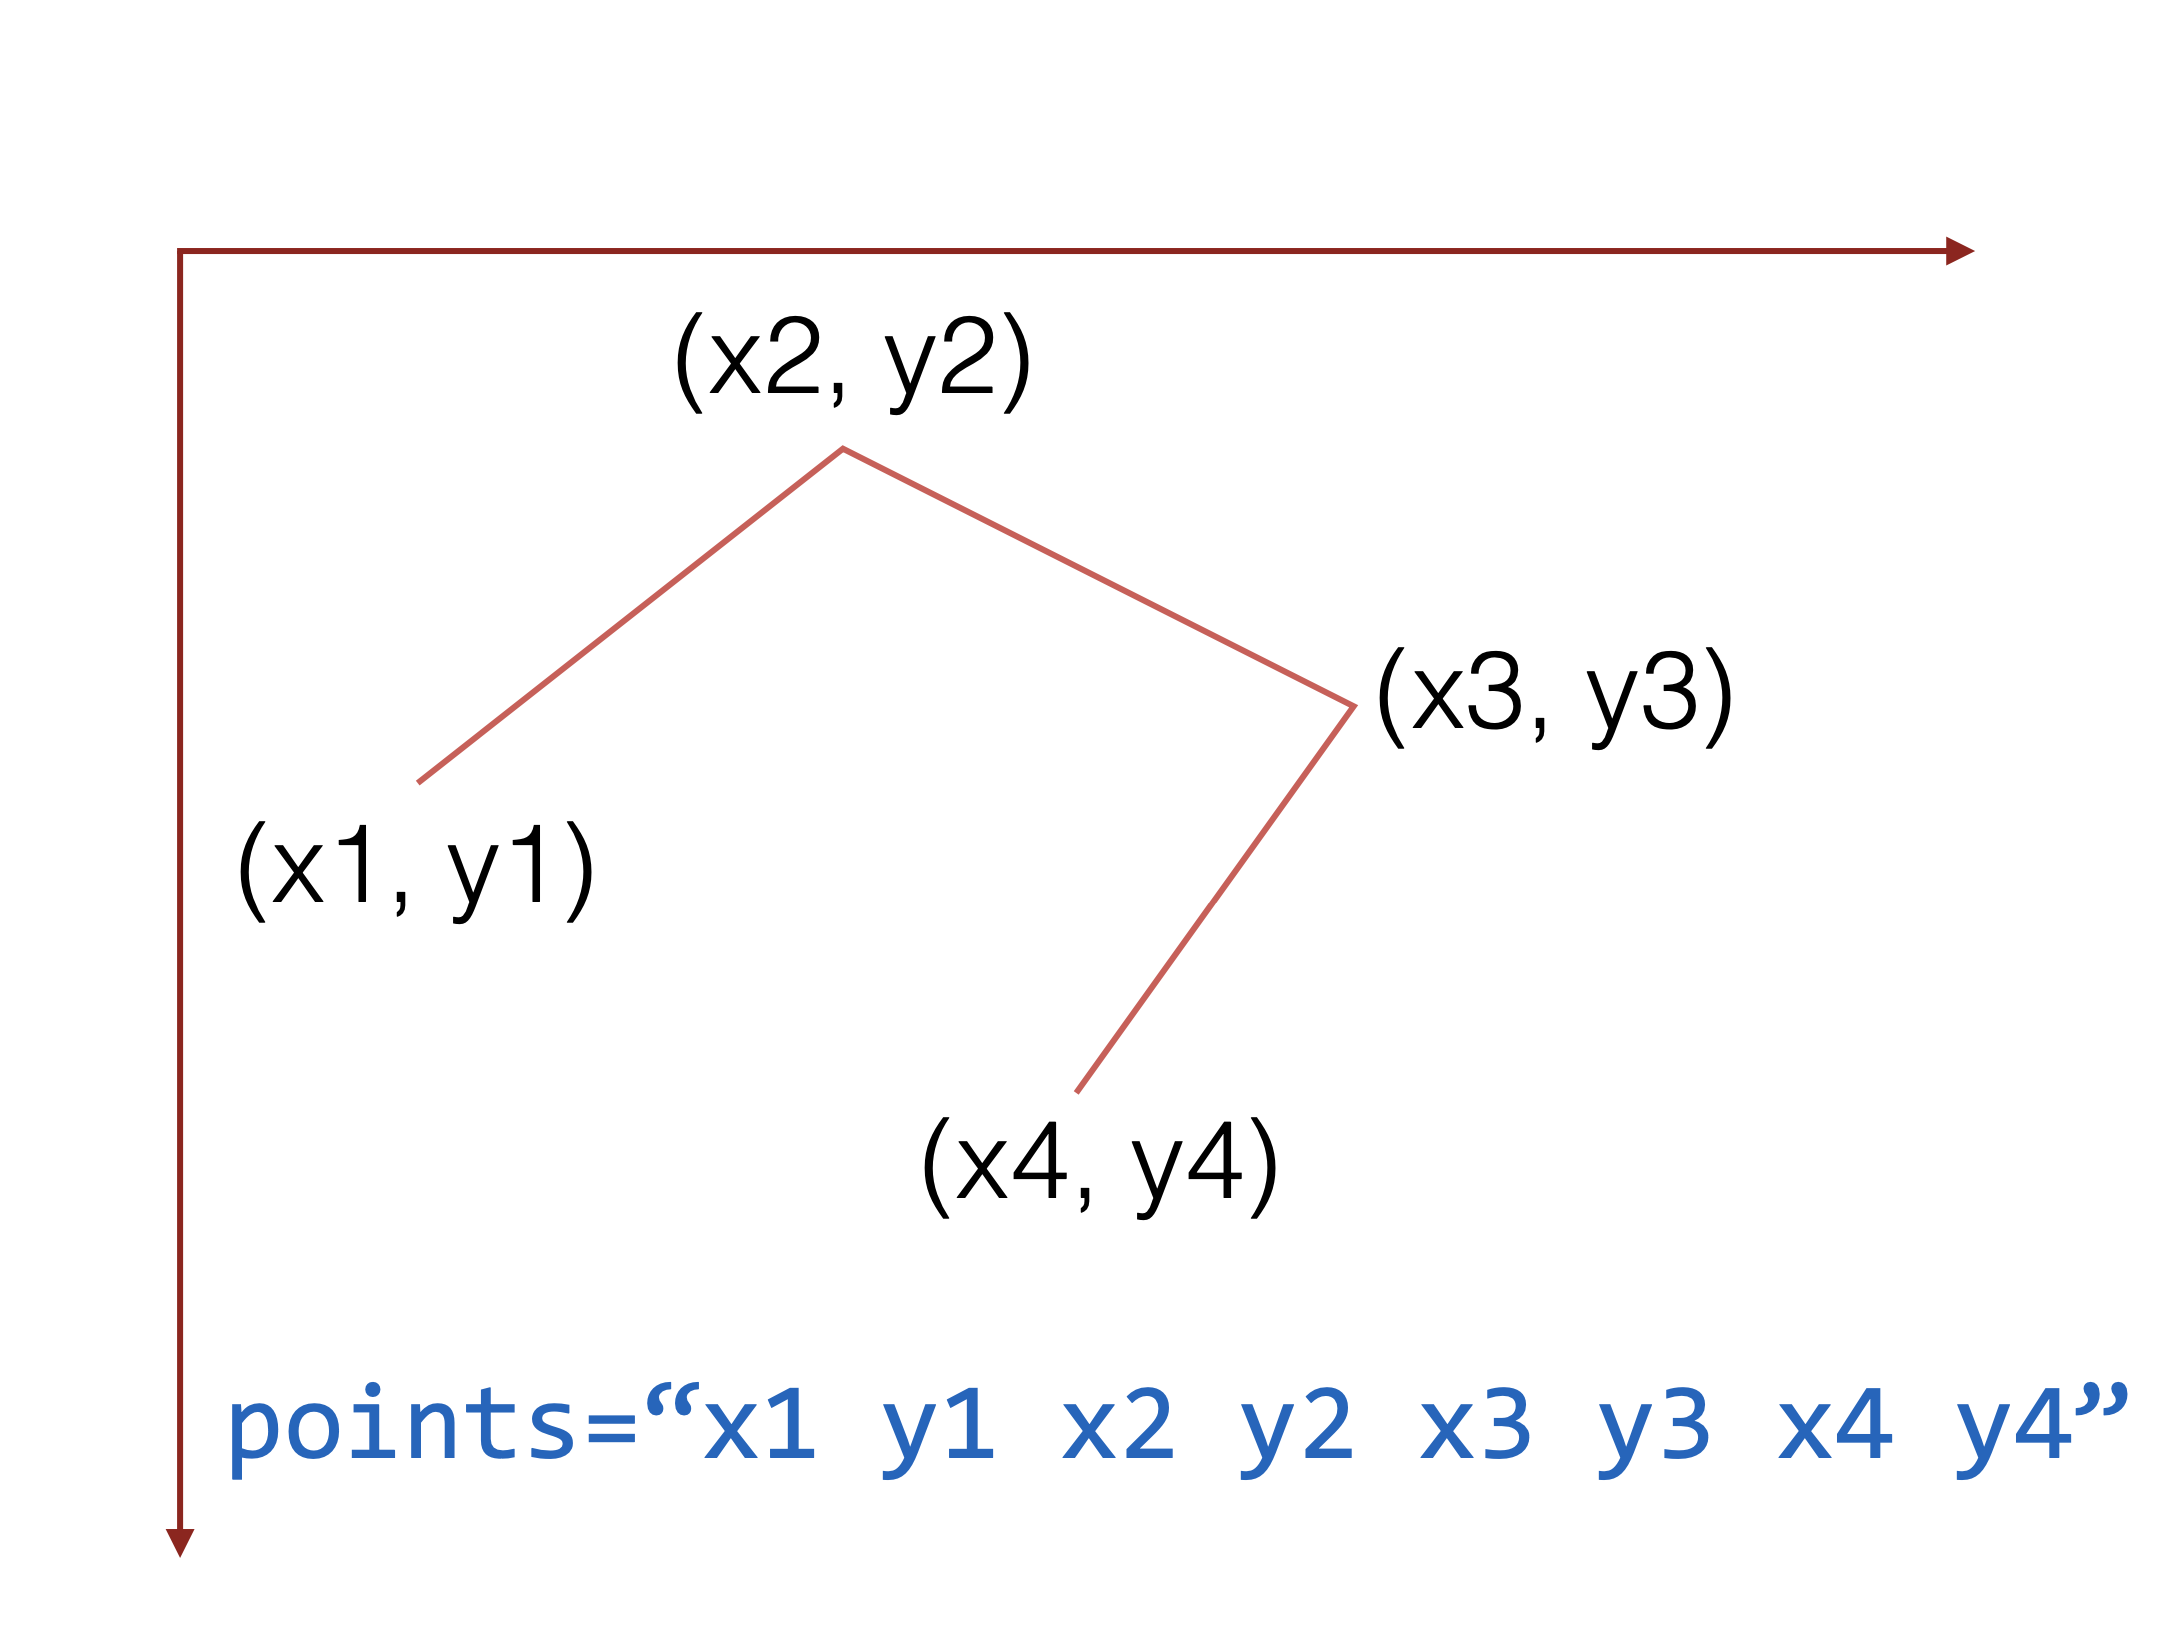 (x2, y2)
(x3, y3)
(x1, y1)
(x4, y4)
points=“x1 y1 x2 y2 x3 y3 x4 y4”